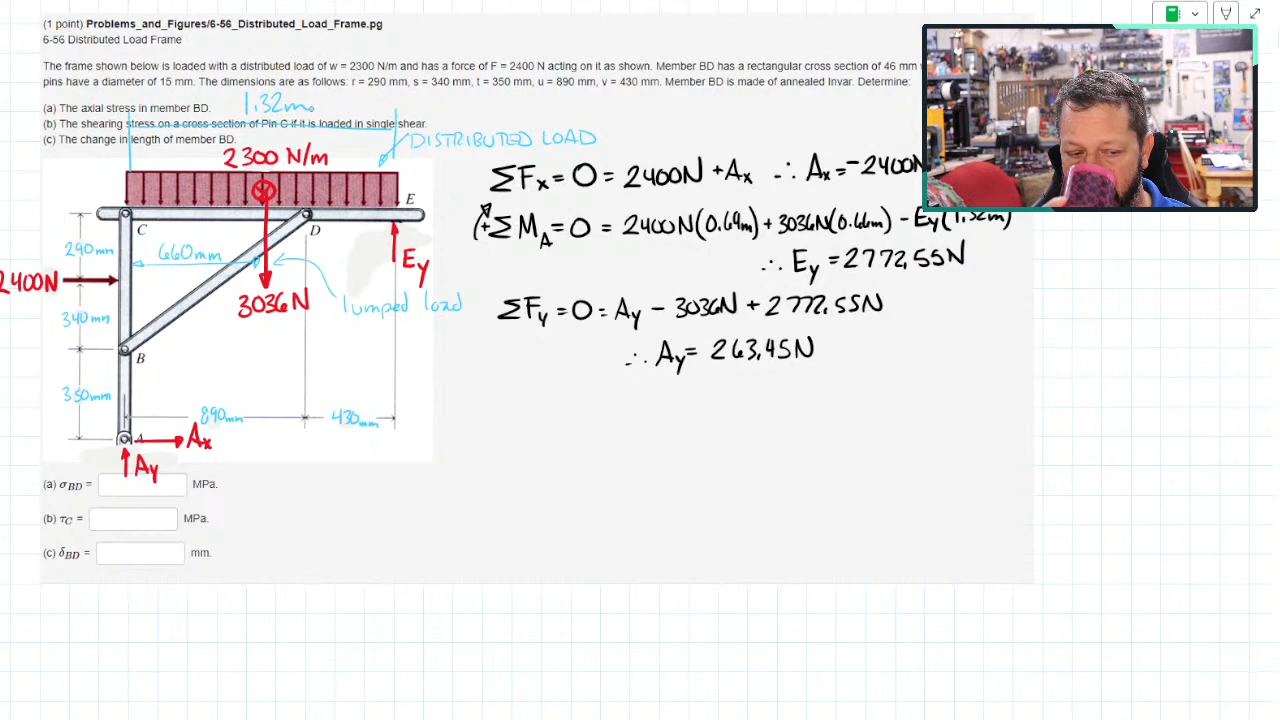 (1 point) Problems_and_Figures/6-56_Distributed_Load_Frame.pg
6-56 Distributed Load Frame
The frame shown below is loaded with a distributed load of w = 2300 N/m and has a force of F = 2400 N acting on it as shown. Member BD has a rectangular cross section of 46 mm
pins have a diameter of 15 mm. The dimensions are as follows: r = 290 mm, s = 340 mm, t = 350 mm, u = 890 mm, v = 430 mm. Member BD is made of annealed Invar. Determine:
(a) The axial stress in member BD.
(b) The shearing stress on a cross section of Pin C if it is loaded in single shear.
(c) The change in length of member BD.
1.32m
DISTRIBUTED LOAD
2300 N/m
E
C
D
290mm
660mm
Ey
2400N
3036N
lumped load
340mm
B
350mm
890mm
430mm
A
Ax
Ay
ΣFx = 0 = 2400N + Ax ∴ Ax = -2400N
+ΣMA = 0 = 2400N(0.69m) + 3036N(0.66m) - Ey(1.32m)
∴ Ey = 2772.55N
ΣFy = 0 = Ay - 3036N + 2772.55N
∴ Ay = 263.45N
(a) σBD = MPa.
(b) τC = MPa.
(c) δBD = mm.